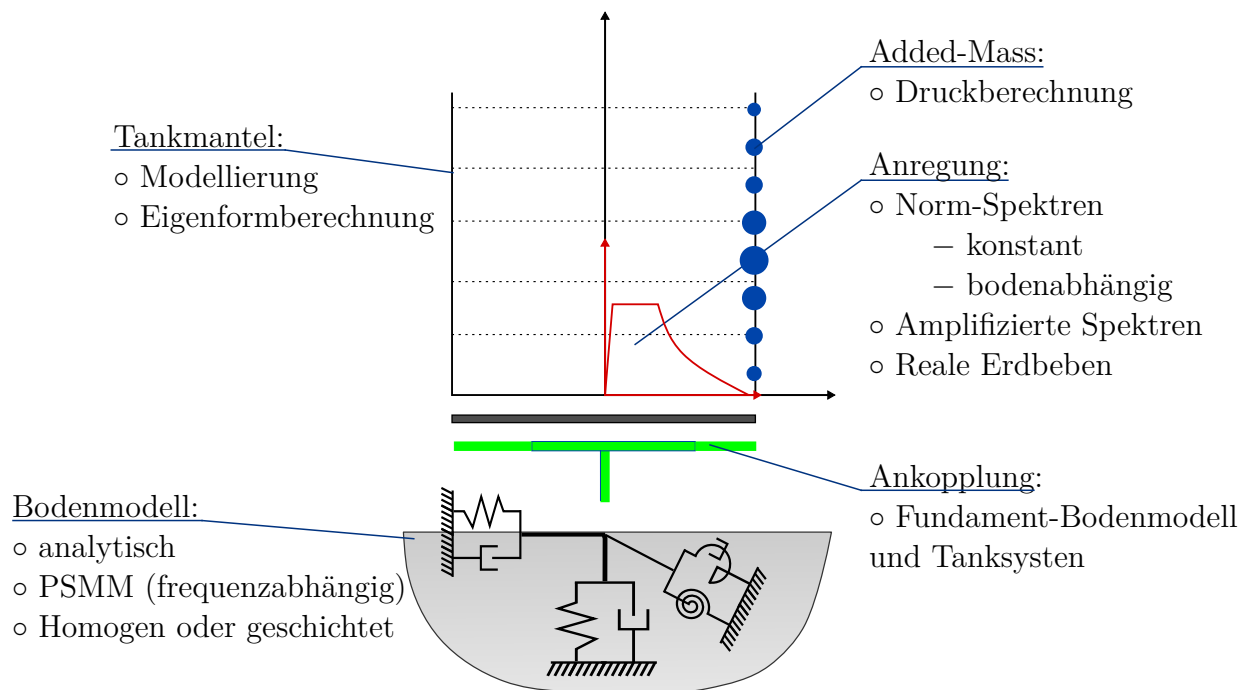 Tankmantel:
○ Modellierung
○ Eigenformberechnung
Added-Mass:
○ Druckberechnung
Anregung:
○ Norm-Spektren
– konstant
– bodenabhängig
○ Amplifizierte Spektren
○ Reale Erdbeben
Ankopplung:
○ Fundament-Bodenmodell
und Tanksysten
Bodenmodell:
○ analytisch
○ PSMM (frequenzabhängig)
○ Homogen oder geschichtet